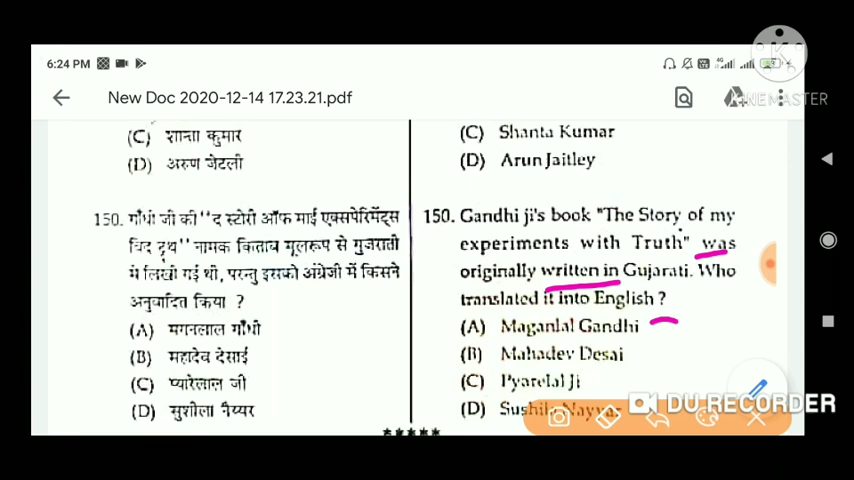 6:24 PM
New Doc 2020-12-14 17.23.21.pdf
KINEMASTER
(C) शान्ता कुमार
(D) अरुण जेटली
150. गाँधी जी की "द स्टोरी ऑफ माई एक्सपेरिमेंट्स
विद ट्रुथ" नामक किताब मूलरूप से गुजराती
में लिखी गई थी, परन्तु इसको अंग्रेजी में किसने
अनुवादित किया ?
(A) मगनलाल गाँधी
(B) महादेव देसाई
(C) प्यारेलाल जी
(D) सुशीला नैय्यर
(C) Shanta Kumar
(D) Arun Jaitley
150. Gandhi ji's book "The Story of my
experiments with Truth" was
originally written in Gujarati. Who
translated it into English ?
(A) Maganlal Gandhi
(B) Mahadev Desai
(C) Pyarelal Ji
(D) Sushila Nayyar
DU RECORDER
*****